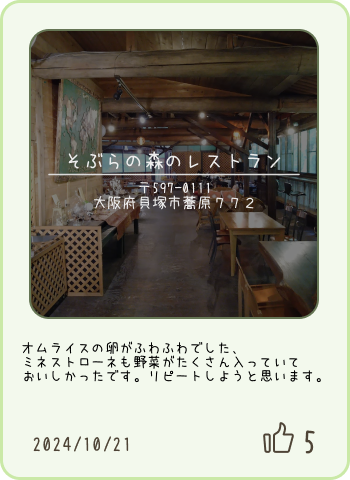 そぶらの森のレストラン
〒597-0111
大阪府貝塚市蕎原７７２
オムライスの卵がふわふわでした、
ミネストローネも野菜がたくさん入っていて
おいしかったです。リピートしようと思います。
2024/10/21
5